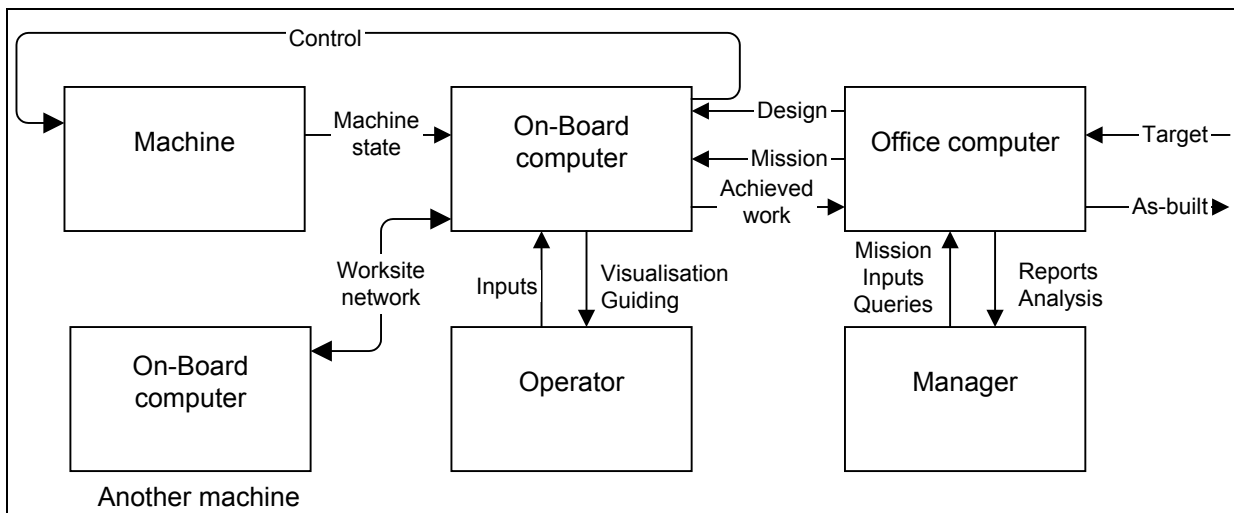 Control
Machine
Machine
state
On-Board
computer
Design
Mission
Achieved
work
Office computer
Target
As-built
Worksite
network
Inputs
Visualisation
Guiding
Mission
Inputs
Queries
Reports
Analysis
On-Board
computer
Operator
Manager
Another machine